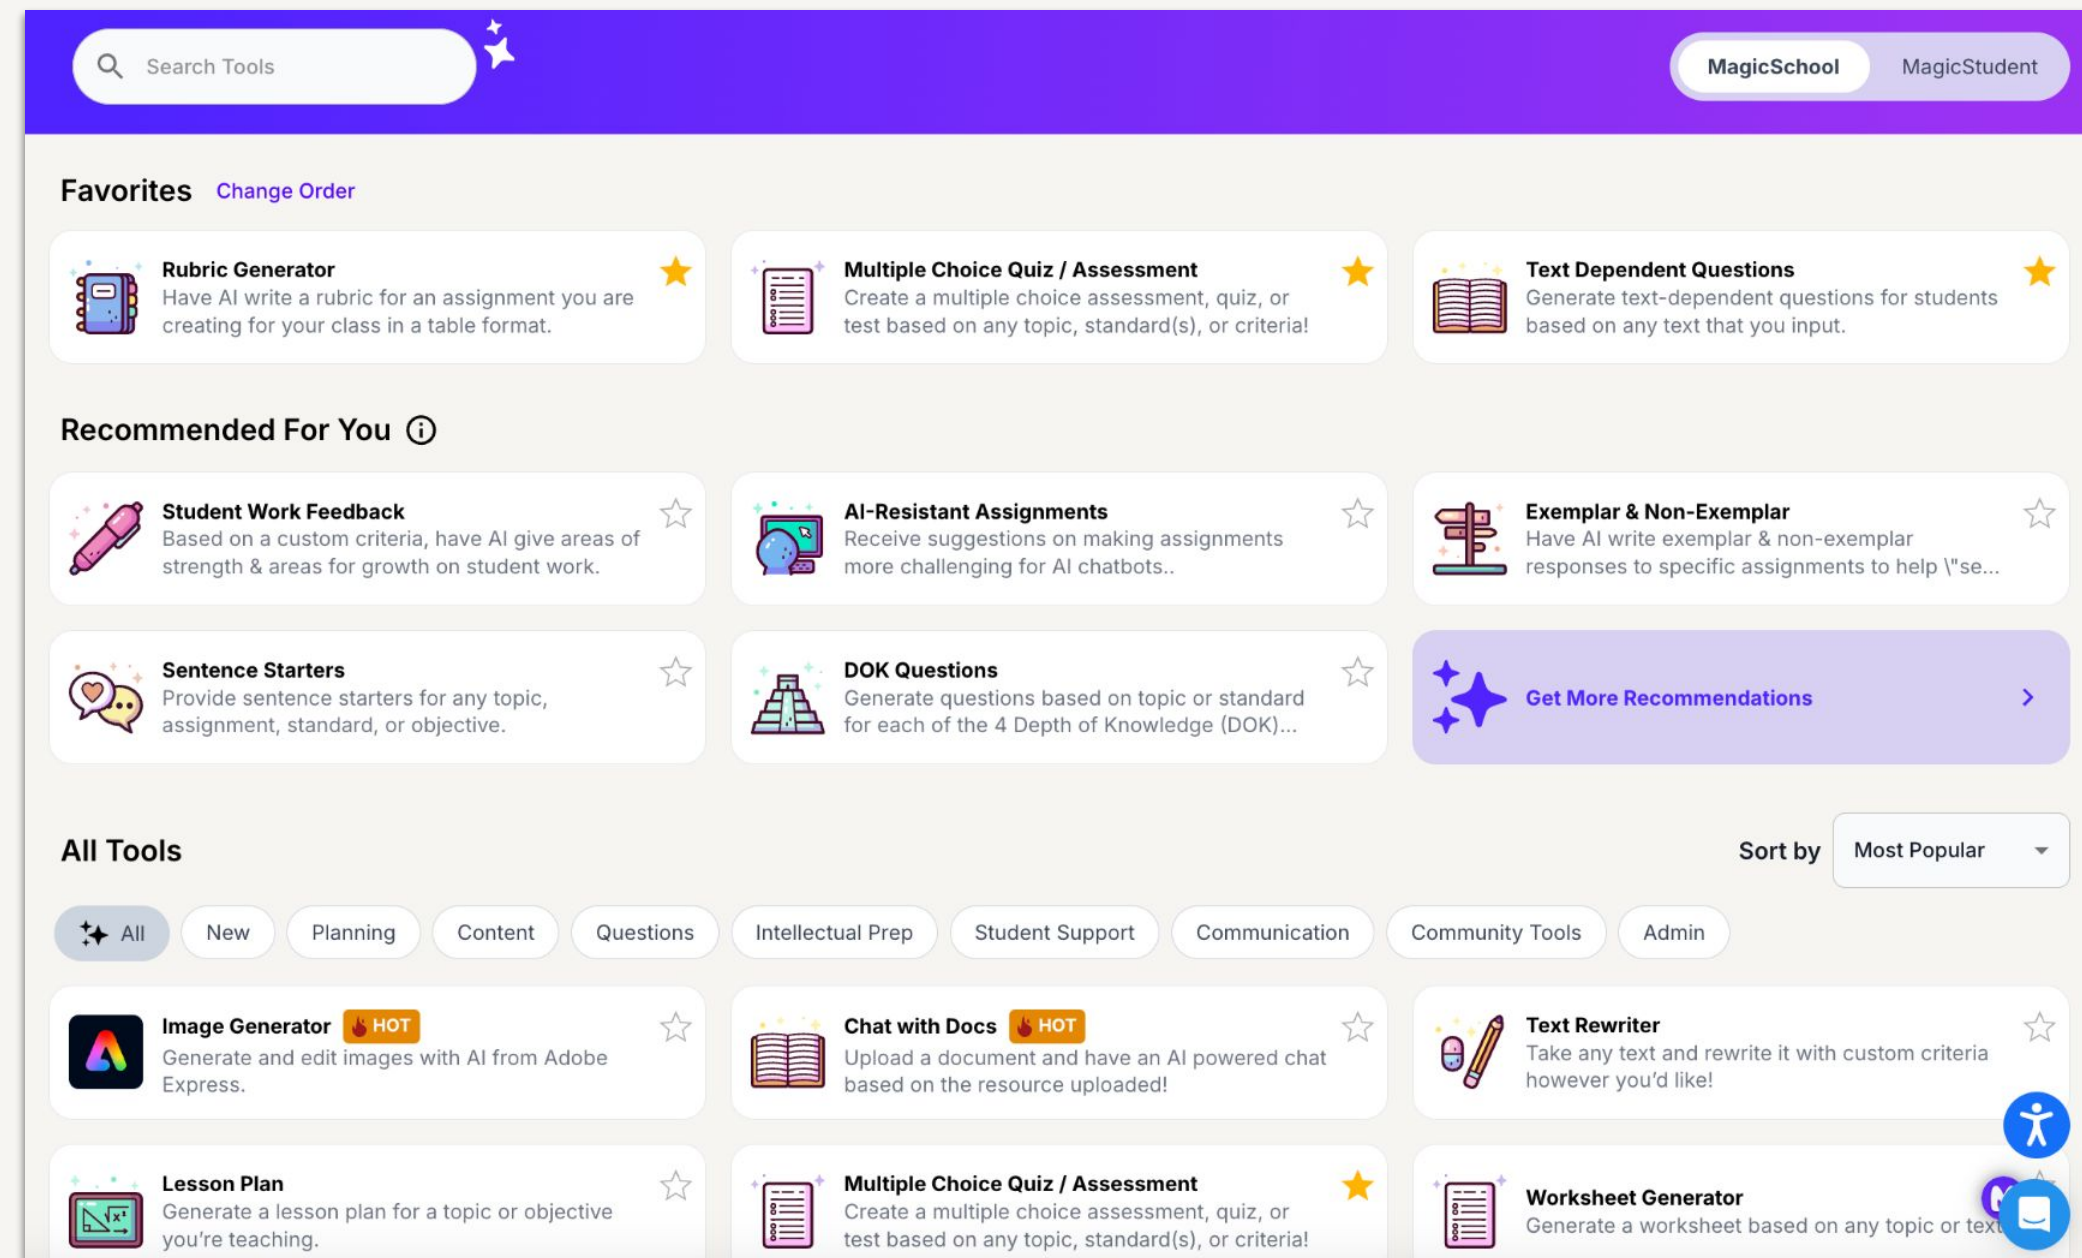 Search Tools
MagicSchool
MagicStudent
Favorites
Change Order
Rubric Generator
Have AI write a rubric for an assignment you are
creating for your class in a table format.
Multiple Choice Quiz / Assessment
Create a multiple choice assessment, quiz, or
test based on any topic, standard(s), or criteria!
Text Dependent Questions
Generate text-dependent questions for students
based on any text that you input.
Recommended For You
Student Work Feedback
Based on a custom criteria, have AI give areas of
strength & areas for growth on student work.
AI-Resistant Assignments
Receive suggestions on making assignments
more challenging for AI chatbots..
Exemplar & Non-Exemplar
Have AI write exemplar & non-exemplar
responses to specific assignments to help \"se...
Sentence Starters
Provide sentence starters for any topic,
assignment, standard, or objective.
DOK Questions
Generate questions based on topic or standard
for each of the 4 Depth of Knowledge (DOK)...
Get More Recommendations
All Tools
Sort by
Most Popular
All
New
Planning
Content
Questions
Intellectual Prep
Student Support
Communication
Community Tools
Admin
Image Generator HOT
Generate and edit images with AI from Adobe
Express.
Chat with Docs HOT
Upload a document and have an AI powered chat
based on the resource uploaded!
Text Rewriter
Take any text and rewrite it with custom criteria
however you’d like!
Lesson Plan
Generate a lesson plan for a topic or objective
you’re teaching.
Multiple Choice Quiz / Assessment
Create a multiple choice assessment, quiz, or
test based on any topic, standard(s), or criteria!
Worksheet Generator
Generate a worksheet based on any topic or text